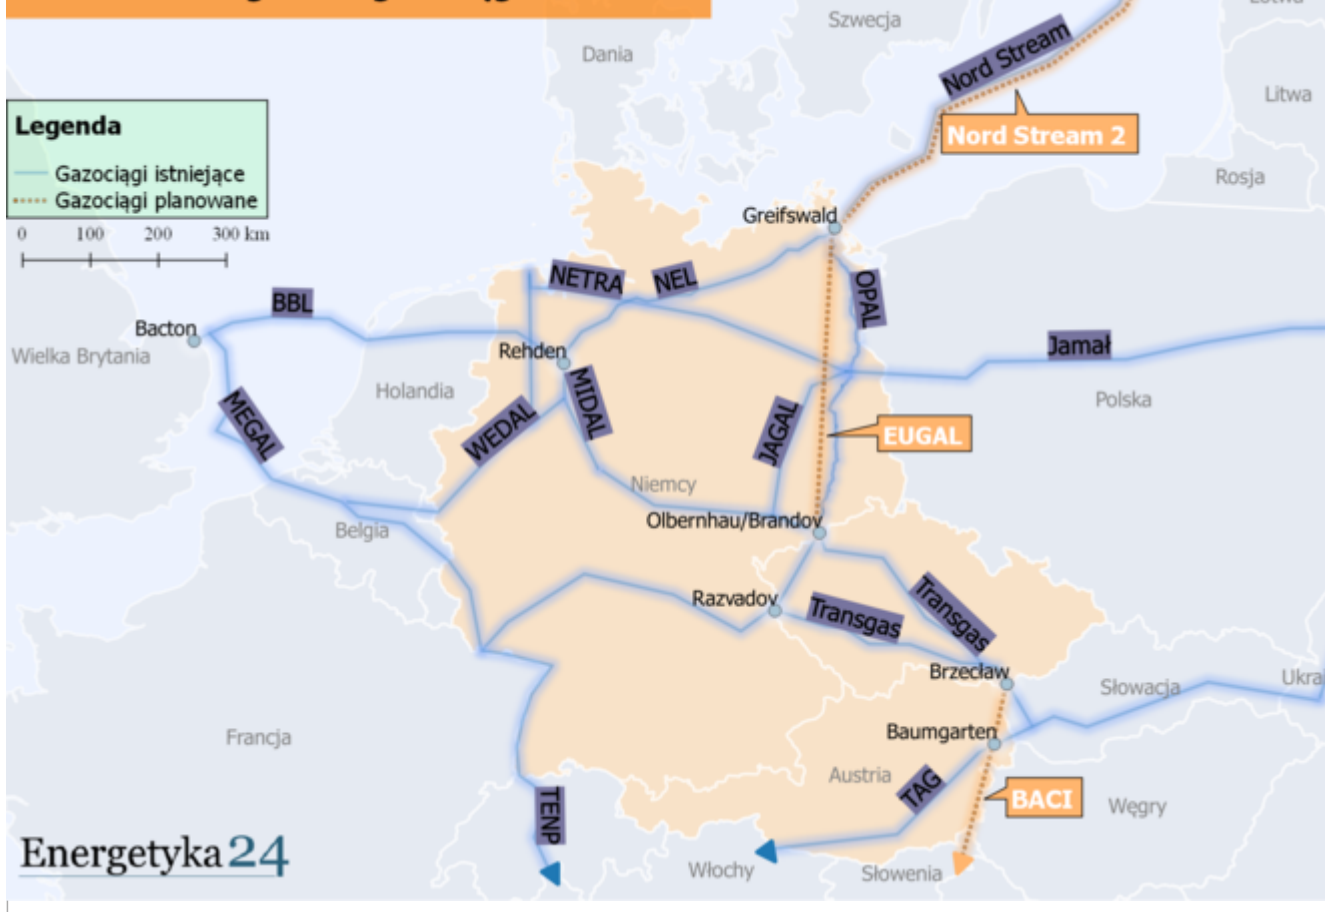 Szwecja
Dania
Nord Stream
Litwa
Legenda
Nord Stream 2
Gazociągi istniejące
Gazociągi planowane
Rosja
Greifswald
0 100 200 300 km
NETRA
NEL
OPAL
BBL
Bacton
Wielka Brytania
Rehden
Jamał
Holandia
MIDAL
Polska
MEGAL
WEDAL
JAGAL
EUGAL
Niemcy
Olbernhau/Brandov
Belgia
Razvadov
Transgas
Transgas
Brzecław
Słowacja
Ukrai
Francja
Baumgarten
Austria
TAG
BACI
Węgry
TENP
Energetyka24
Włochy
Słowenia